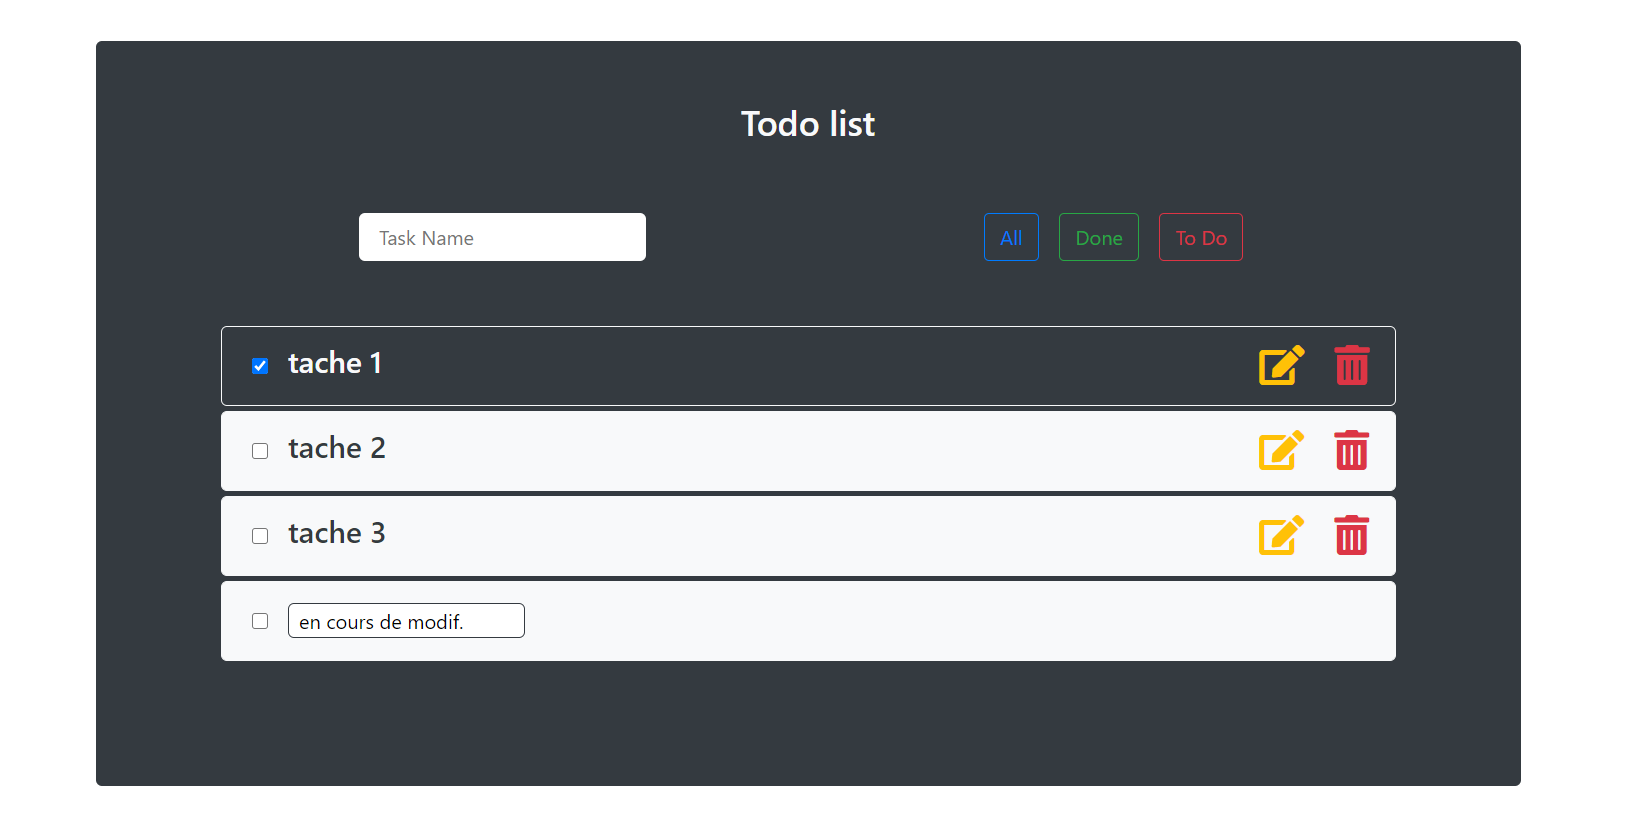 Todo list
Task Name
All Done To Do
tache 1
tache 2
tache 3
en cours de modif.